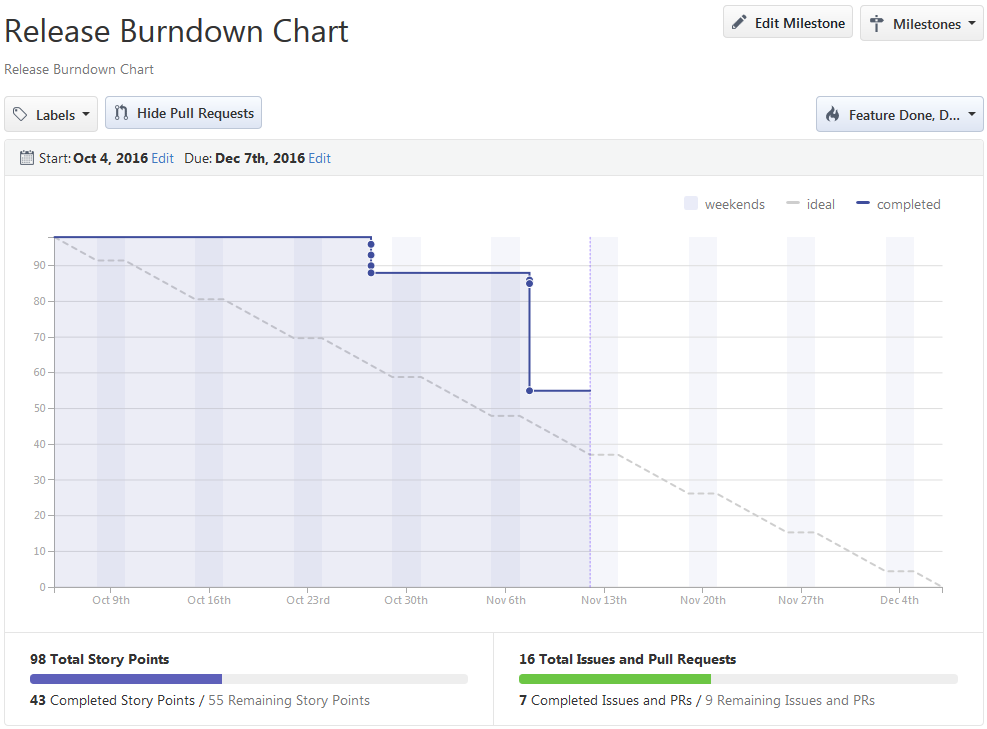 Release Burndown Chart
Edit Milestone
Milestones
Release Burndown Chart
Labels
Hide Pull Requests
Feature Done, D...
Start: Oct 4, 2016 Edit Due: Dec 7th, 2016 Edit
weekends
ideal
completed
90
80
70
60
50
40
30
20
10
0
Oct 9th
Oct 16th
Oct 23rd
Oct 30th
Nov 6th
Nov 13th
Nov 20th
Nov 27th
Dec 4th
98 Total Story Points
43 Completed Story Points / 55 Remaining Story Points
16 Total Issues and Pull Requests
7 Completed Issues and PRs / 9 Remaining Issues and PRs